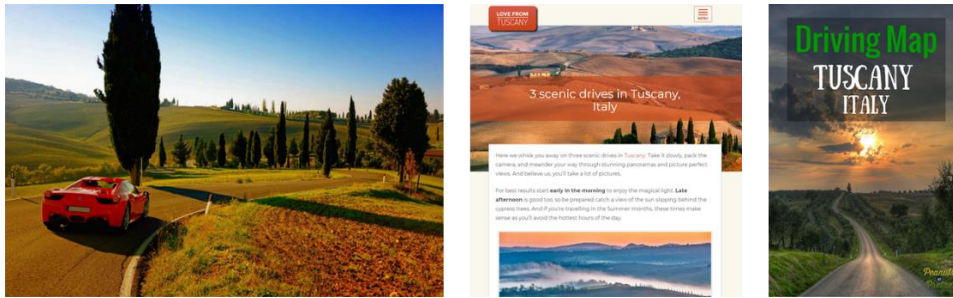 LOVE FROM
TUSCANY
MENU
3 scenic drives in Tuscany,
Italy
Here we whisk you away on three scenic drives in Tuscany. Take it slowly, pack the
camera, and meander your way through stunning panoramas and picture perfect
views. And believe us, you'll take a lot of pictures.
For best results start early in the morning to enjoy the magical light. Late
afternoon is good too, so be prepared catch a view of the sun slipping behind the
cypress trees. And if you're travelling in the Summer months, these times make
sense as you'll avoid the hottest hours of the day.
Driving Map
TUSCANY
ITALY